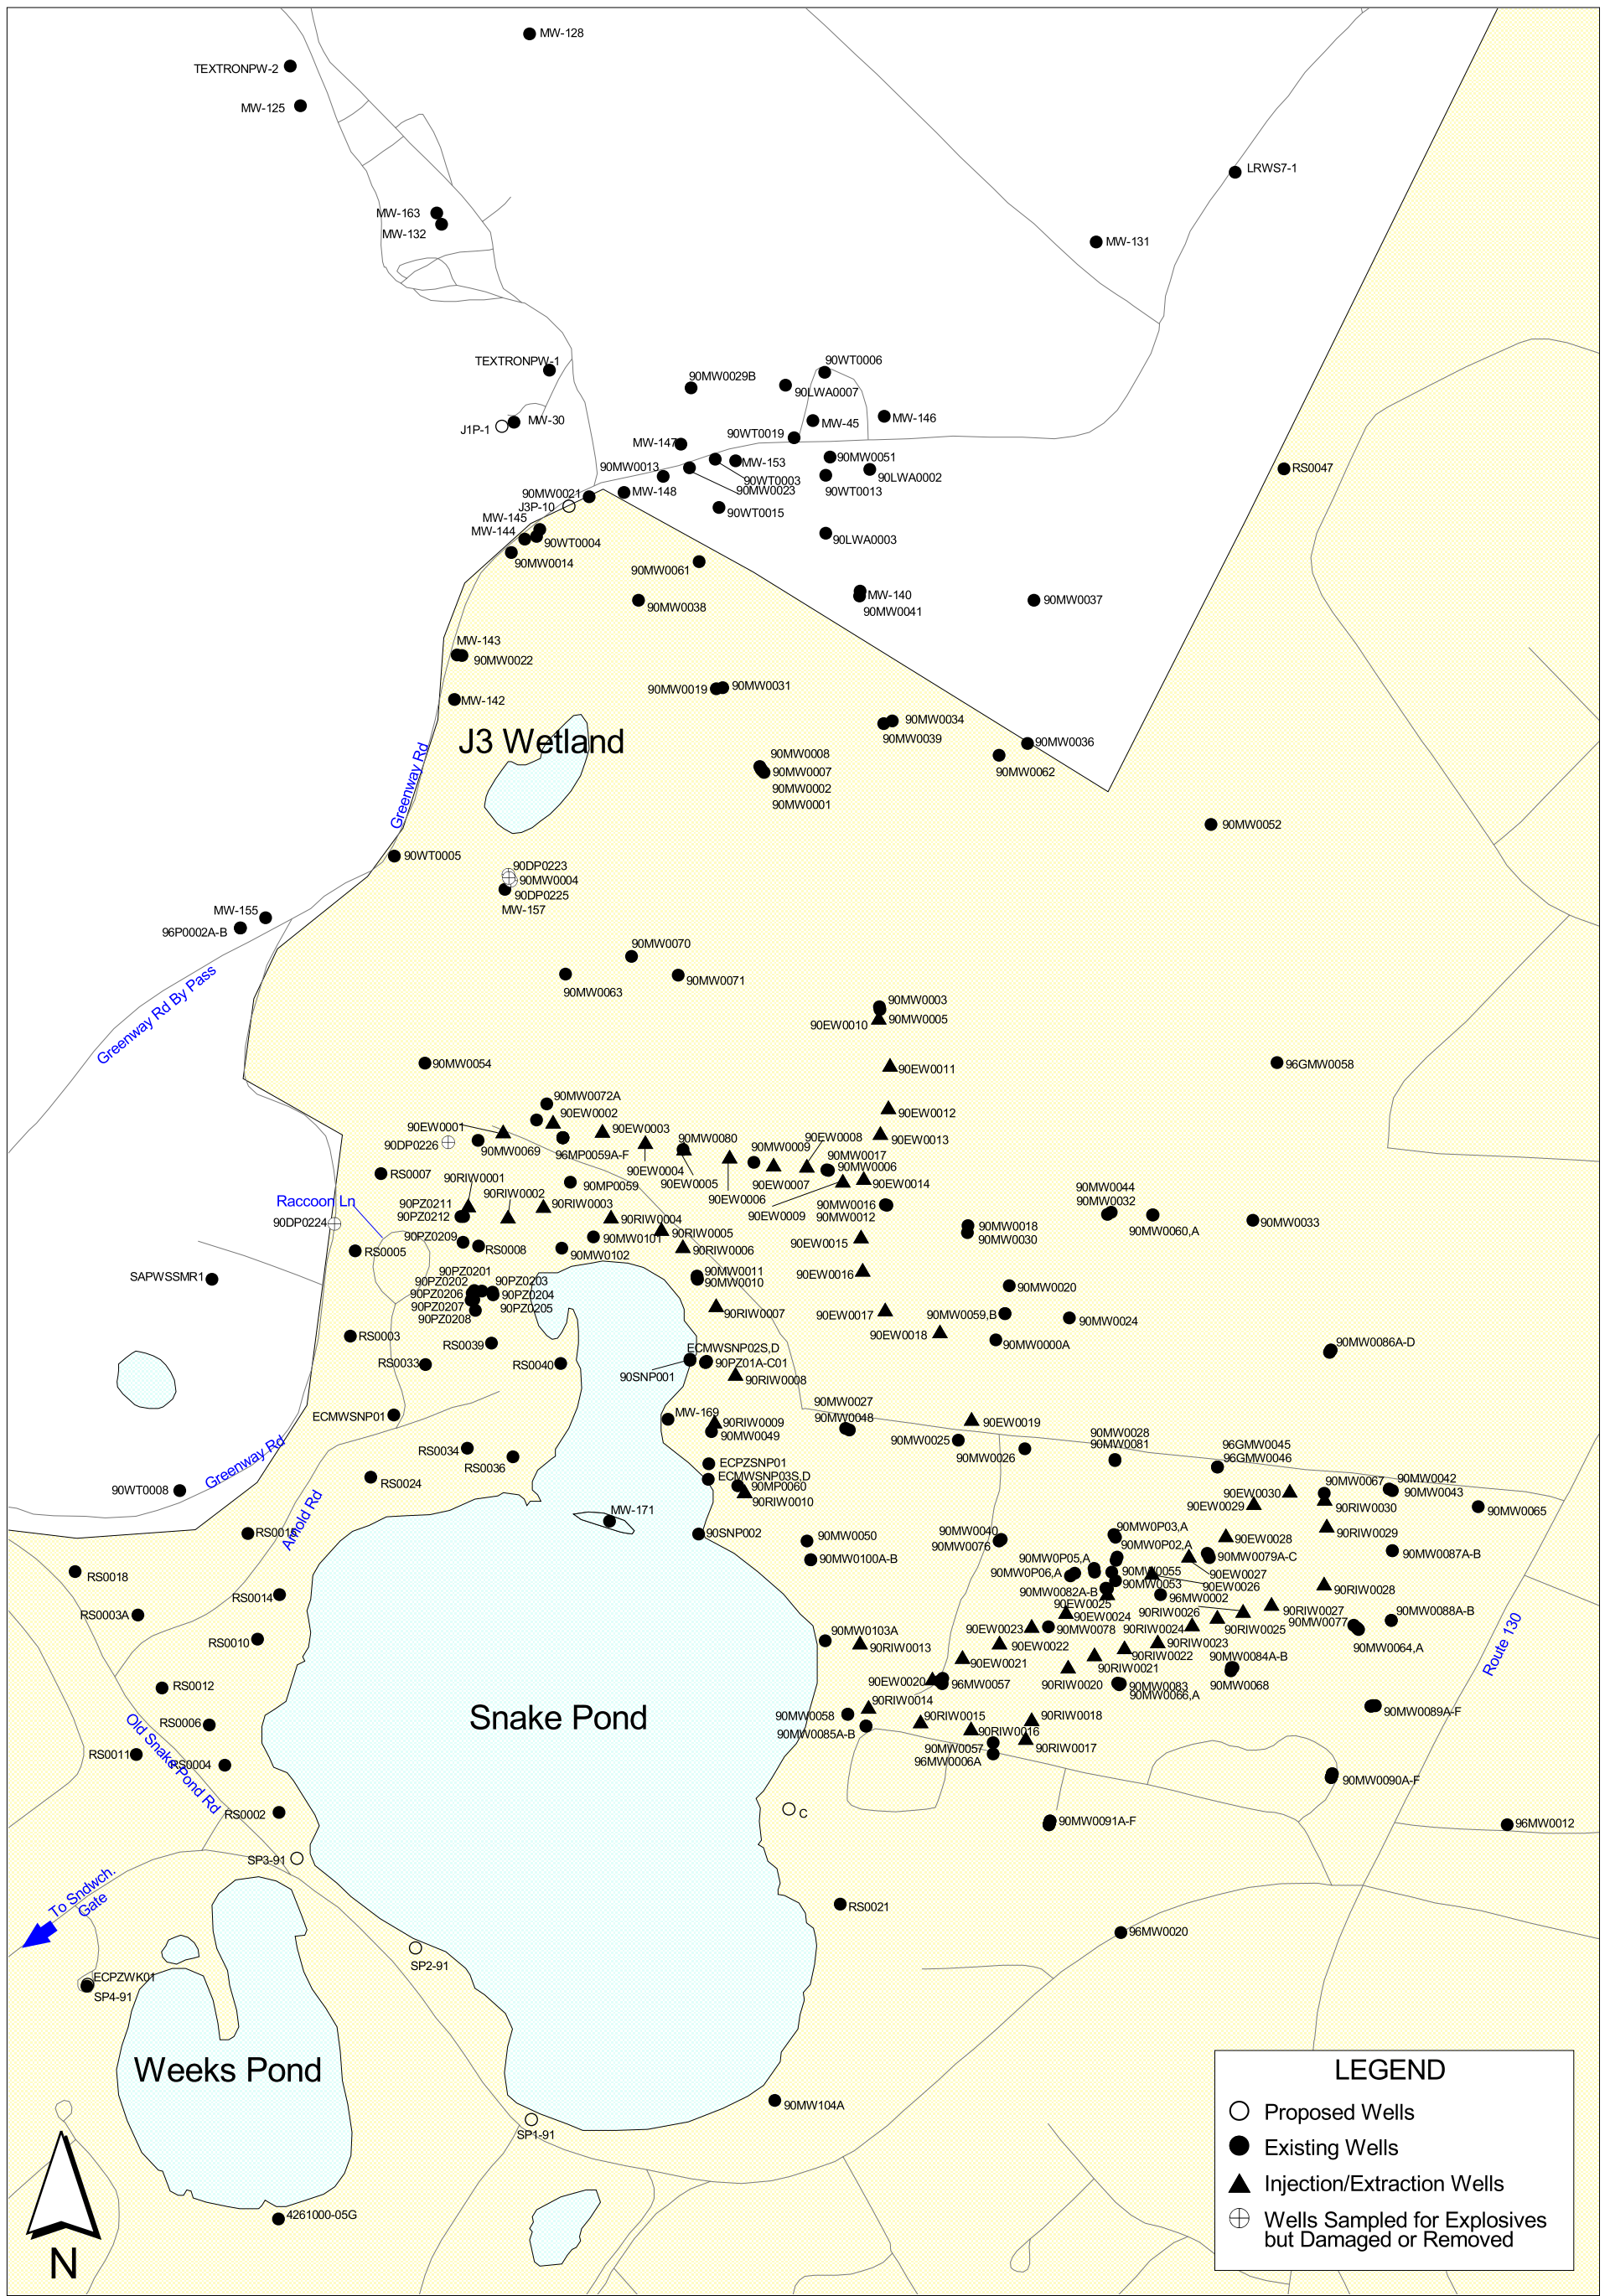 MW-128
TEXTRONPW-2
MW-125
LRWS7-1
MW-163
MW-132
MW-131
TEXTRONPW-1
90WT0006
90MW0029B
90LWA0007
MW-30
J1P-1
MW-45
MW-146
90WT0019
MW-147
90MW0051
MW-153
90MW0013
90WT0003
90LWA0002
RS0047
90MW0023
90WT0013
MW-148
90MW0021
J3P-10
90WT0015
MW-145
MW-144
90WT0004
90LWA0003
90MW0014
90MW0061
MW-140
90MW0041
90MW0038
90MW0037
MW-143
90MW0022
90MW0019
90MW0031
MW-142
90MW0034
90MW0039
J3 Wetland
90MW0036
90MW0008
90MW0062
90MW0007
90MW0002
90MW0001
Greenway Rd
90MW0052
90WT0005
90DP0223
90MW0004
90DP0225
MW-157
MW-155
96P0002A-B
90MW0070
90MW0063
90MW0071
Greenway Rd By Pass
90MW0003
90EW0010
90MW0005
90MW0054
90EW0011
96GMW0058
90MW0072A
90EW0002
90EW0012
90EW0001
90EW0003
90DP0226
90MW0069
90MW0080
90MW0009
90EW0008
90EW0013
96MP0059A-F
90MW0017
90EW0004
90MW0006
RS0007
90EW0005
90EW0007
90EW0014
90RIW0001
90MP0059
90RIW0002
90EW0006
90MW0044
Raccoon Ln
90PZ0211
90RIW0003
90MW0016
90MW0032
90DP0224
90PZ0212
90RIW0004
90EW0009
90MW0012
90MW0018
90MW0060,A
90MW0033
90PZ0209
90MW0101
90RIW0005
90MW0030
RS0005
RS0008
90MW0102
90RIW0006
90EW0015
SAPWSSMR1
90PZ0201
90MW0011
90EW0016
90PZ0202
90PZ0203
90MW0010
90MW0020
90PZ0206
90PZ0204
90PZ0207
90PZ0205
90RIW0007
90EW0017
90MW0059,B
90MW0024
90PZ0208
RS0003
RS0039
90EW0018
90MW0000A
90MW0086A-D
ECMWSNP02S,D
RS0033
RS0040
90PZ01A-C01
90SNP001
90RIW0008
90MW0027
ECMWSNP01
MW-169
90RIW0009
90MW0048
90EW0019
90MW0049
90MW0025
90MW0028
90MW0081
96GMW0045
RS0034
RS0036
90MW0026
96GMW0046
Greenway Rd
ECPZSNP01
RS0024
ECMWSNP03S,D
90MW0067
90MW0042
90WT0008
90MP0060
90EW0030
90MW0043
90RIW0010
90EW0029
90RIW0030
90MW0065
MW-171
Arnold Rd
RS0015
90SNP002
90MW0050
90MW0040
90MW0P03,A
90EW0028
90RIW0029
90MW0076
90MW0P02,A
90MW0100A-B
90MW0P05,A
90MW0079A-C
90MW0087A-B
RS0018
90MW0P06,A
90MW0055
90EW0027
90MW0053
90EW0026
90RIW0028
RS0014
90MW0082A-B
96MW0002
90EW0025
90RIW0026
90RIW0027
RS0003A
90EW0024
90MW0077
90MW0088A-B
90EW0023
90MW0078
90RIW0024
90RIW0025
90MW0064,A
RS0010
90MW0103A
90RIW0013
90EW0022
90RIW0023
90RIW0022
90MW0084A-B
Route 130
90EW0021
90RIW0021
RS0012
90EW0020
96MW0057
90RIW0020
90MW0083
90MW0068
90MW0066,A
90RIW0014
Snake Pond
90MW0058
90RIW0015
90RIW0018
90MW0089A-F
RS0006
90MW0085A-B
90RIW0016
90MW0057
90RIW0017
RS0011
RS0004
Old Snake Pond Rd
96MW0006A
90MW0090A-F
RS0002
C
90MW0091A-F
96MW0012
SP3-91
To Sndwch.
Gate
RS0021
96MW0020
SP2-91
ECPZWK01
SP4-91
Weeks Pond
LEGEND
Proposed Wells
Existing Wells
Injection/Extraction Wells
Wells Sampled for Explosives
but Damaged or Removed
90MW104A
SP1-91
4261000-05G
N